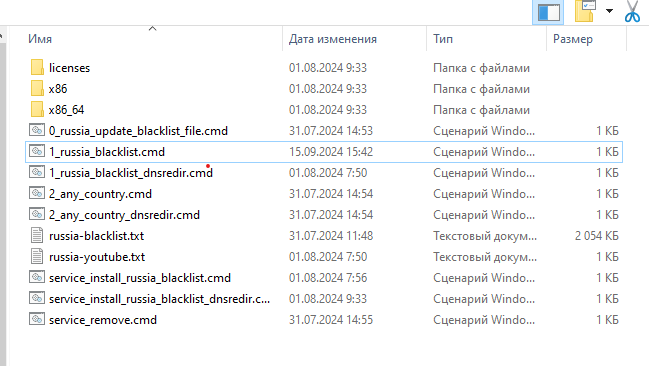 Имя Дата изменения Тип Размер
licenses 01.08.2024 9:33 Папка с файлами
x86 01.08.2024 9:33 Папка с файлами
x86_64 01.08.2024 9:33 Папка с файлами
0_russia_update_blacklist_file.cmd 31.07.2024 14:53 Сценарий Windo... 1 КБ
1_russia_blacklist.cmd 15.09.2024 15:42 Сценарий Windo... 1 КБ
1_russia_blacklist_dnsredir.cmd 01.08.2024 7:50 Сценарий Windo... 1 КБ
2_any_country.cmd 31.07.2024 14:54 Сценарий Windo... 1 КБ
2_any_country_dnsredir.cmd 31.07.2024 14:54 Сценарий Windo... 1 КБ
russia-blacklist.txt 31.07.2024 11:48 Текстовый докум... 2 054 КБ
russia-youtube.txt 01.08.2024 7:50 Текстовый докум... 1 КБ
service_install_russia_blacklist.cmd 01.08.2024 7:56 Сценарий Windo... 1 КБ
service_install_russia_blacklist_dnsredir.c... 01.08.2024 9:33 Сценарий Windo... 1 КБ
service_remove.cmd 31.07.2024 14:55 Сценарий Windo... 1 КБ